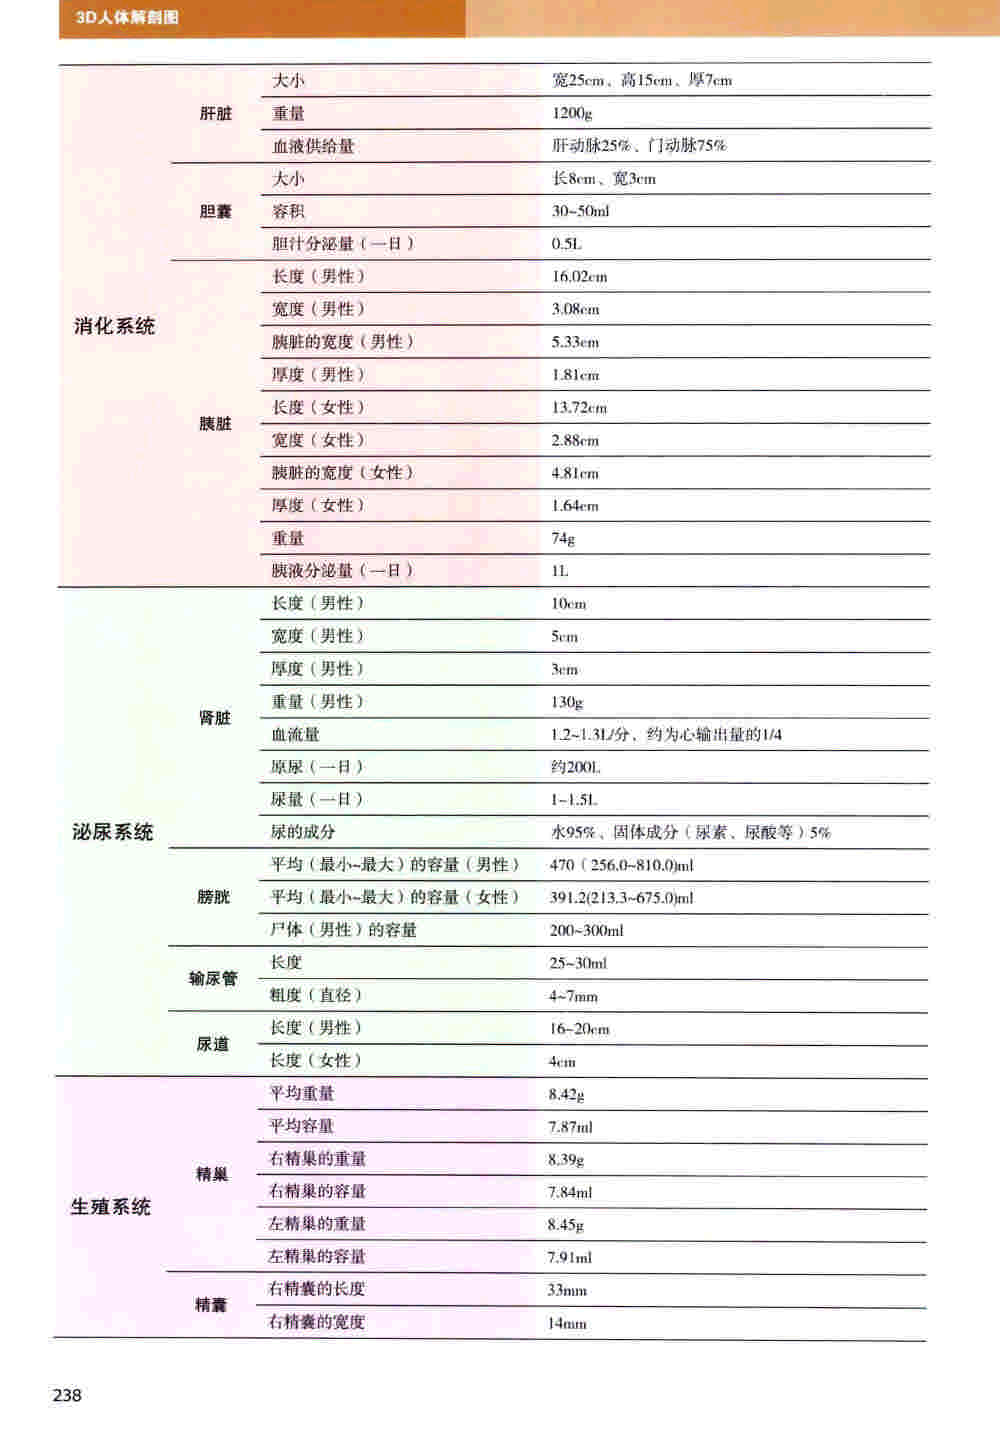 3D人体解剖图
消化系统
肝脏
大小 宽25cm、高15cm、厚7cm
重量 1200g
血液供给量 肝动脉25%、门动脉75%
胆囊
大小 长8cm、宽3cm
容积 30~50ml
胆汁分泌量（一日） 0.5L
胰脏
长度（男性） 16.02cm
宽度（男性） 3.08cm
胰脏的宽度（男性） 5.33cm
厚度（男性） 1.81cm
长度（女性） 13.72cm
宽度（女性） 2.88cm
胰脏的宽度（女性） 4.81cm
厚度（女性） 1.64cm
重量 74g
胰液分泌量（一日） 1L
泌尿系统
肾脏
长度（男性） 10cm
宽度（男性） 5cm
厚度（男性） 3cm
重量（男性） 130g
血流量 1.2~1.3L/分、约为心输出量的1/4
原尿（一日） 约200L
尿量（一日） 1~1.5L
尿的成分 水95%、固体成分（尿素、尿酸等）5%
膀胱
平均（最小~最大）的容量（男性） 470（256.0~810.0)ml
平均（最小~最大）的容量（女性） 391.2(213.3~675.0)ml
尸体（男性）的容量 200~300ml
输尿管
长度 25~30ml
粗度（直径） 4~7mm
尿道
长度（男性） 16~20cm
长度（女性） 4cm
生殖系统
精巢
平均重量 8.42g
平均容量 7.87ml
右精巢的重量 8.39g
右精巢的容量 7.84ml
左精巢的重量 8.45g
左精巢的容量 7.91ml
精囊
右精囊的长度 33mm
右精囊的宽度 14mm
238